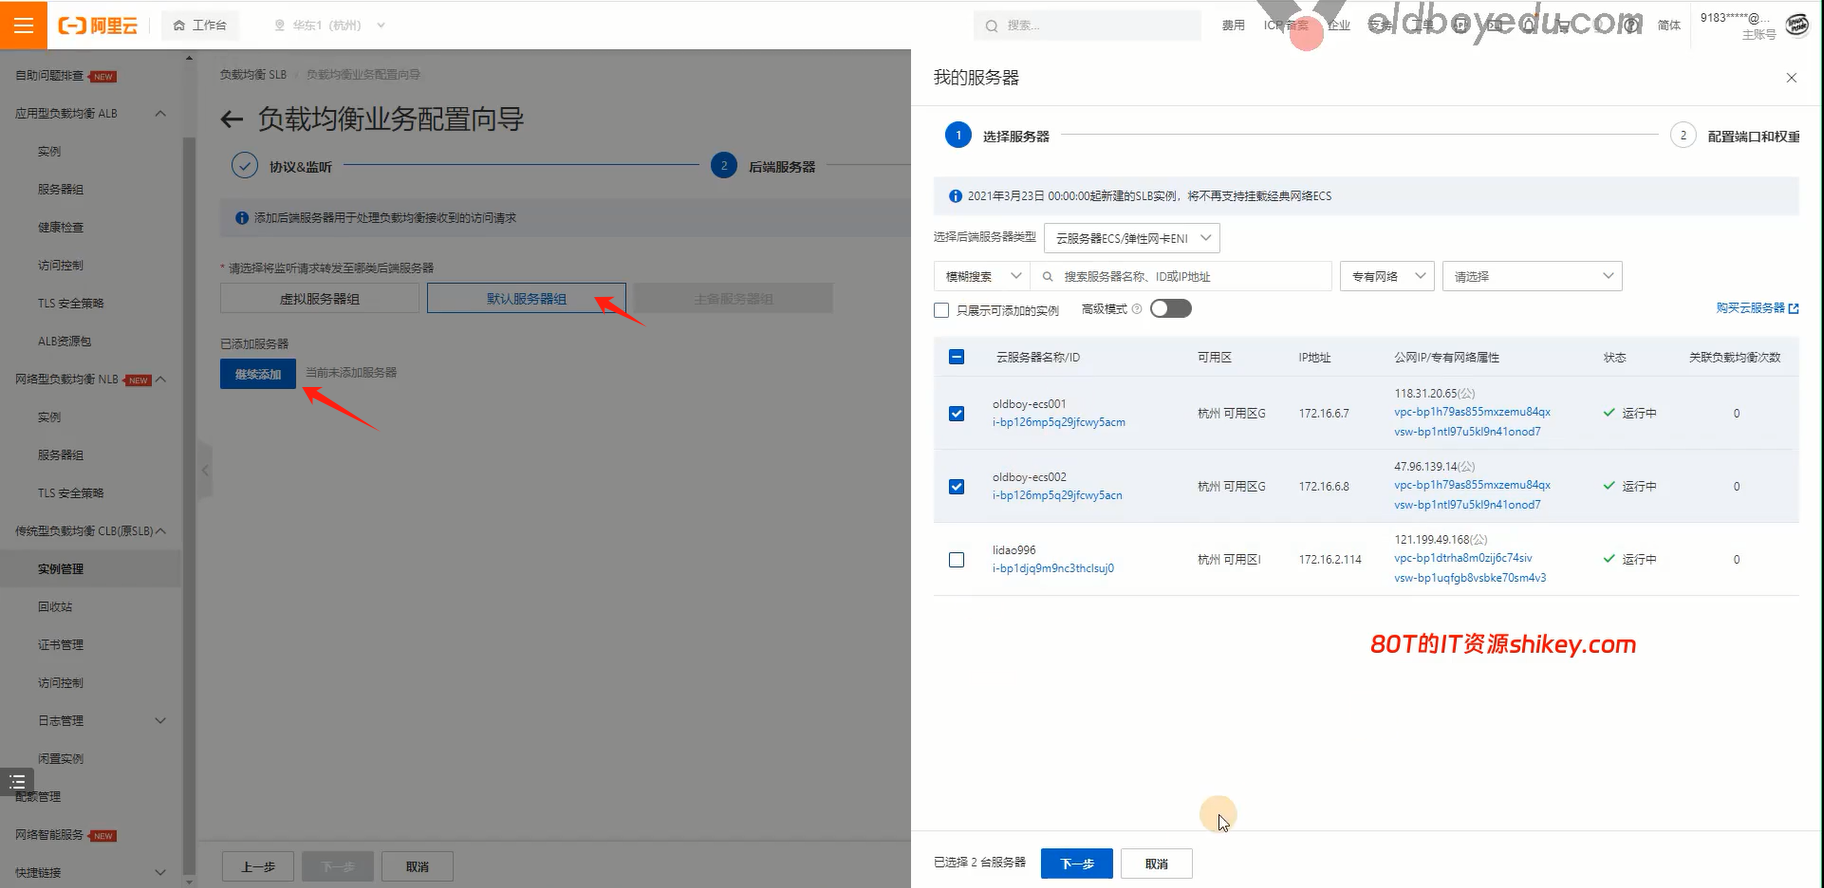 阿里云
工作台
华东1（杭州）
搜索...
费用
ICP 备案
企业
支持
工单
简体
9183*****@...
主账号
oldboyedu.com
自助问题排查 NEW
应用型负载均衡 ALB
实例
服务器组
健康检查
访问控制
TLS 安全策略
ALB资源包
网络型负载均衡 NLB NEW
实例
服务器组
TLS 安全策略
传统型负载均衡 CLB(原SLB)
实例管理
回收站
证书管理
访问控制
日志管理
闲置实例
配额管理
网络智能服务 NEW
快捷链接
负载均衡 SLB / 负载均衡业务配置向导
负载均衡业务配置向导
协议&监听
2 后端服务器
添加后端服务器用于处理负载均衡接收到的访问请求
* 请选择将监听请求转发至哪类后端服务器
虚拟服务器组
默认服务器组
主备服务器组
已添加服务器
继续添加
当前未添加服务器
上一步
下一步
取消
我的服务器
1 选择服务器
2 配置端口和权重
2021年3月23日 00:00:00起新建的SLB实例，将不再支持挂载经典网络ECS
选择后端服务器类型
云服务器ECS/弹性网卡ENI
模糊搜索
搜索服务器名称、ID或IP地址
专有网络
请选择
只展示可添加的实例
高级模式
购买云服务器
云服务器名称/ID
可用区
IP地址
公网IP/专有网络属性
状态
关联负载均衡次数
oldboy-ecs001
i-bp126mp5q29jfcwy5acm
杭州 可用区G
172.16.6.7
118.31.20.65(公)
vpc-bp1h79as855mxzemu84qx
vsw-bp1ntl97u5kl9n41onod7
运行中
0
oldboy-ecs002
i-bp126mp5q29jfcwy5acn
杭州 可用区G
172.16.6.8
47.96.139.14(公)
vpc-bp1h79as855mxzemu84qx
vsw-bp1ntl97u5kl9n41onod7
运行中
0
lidao996
i-bp1djq9m9nc3thclsuj0
杭州 可用区I
172.16.2.114
121.199.49.168(公)
vpc-bp1dtrha8m0zij6c74siv
vsw-bp1uqfgb8vsbke70sm4v3
运行中
0
80T的IT资源shikey.com
已选择 2 台服务器
下一步
取消